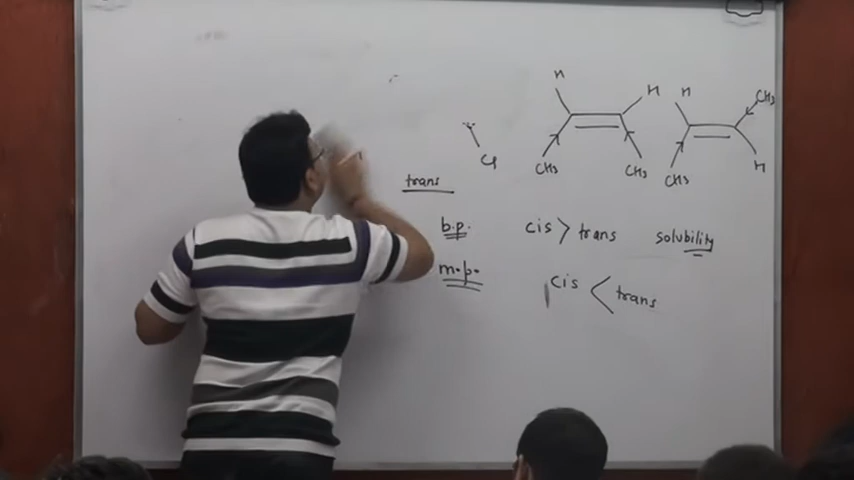 H H H CH3
CH3 CH3 CH3 H
Cl
trans
b.p. cis > trans solubility
m.p. cis < trans